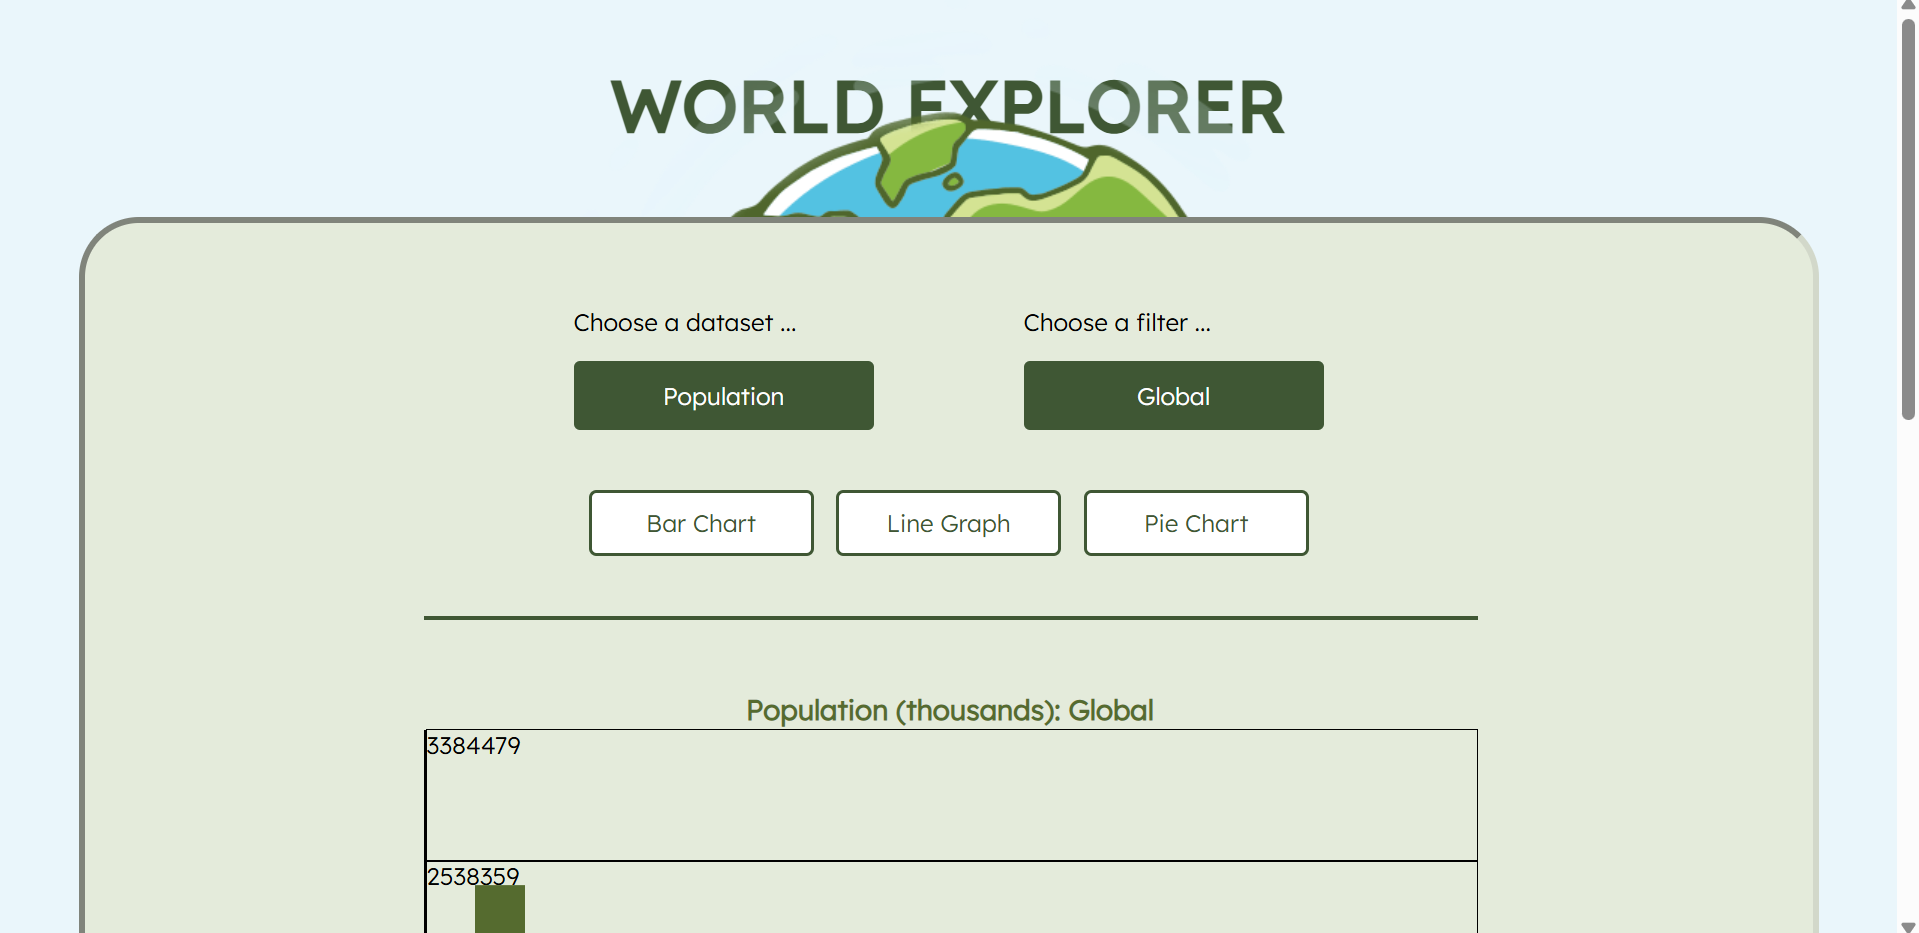 WORLD EXPLORER
Choose a dataset ...
Choose a filter ...
Population
Global
Bar Chart
Line Graph
Pie Chart
Population (thousands): Global
3384479
2538359